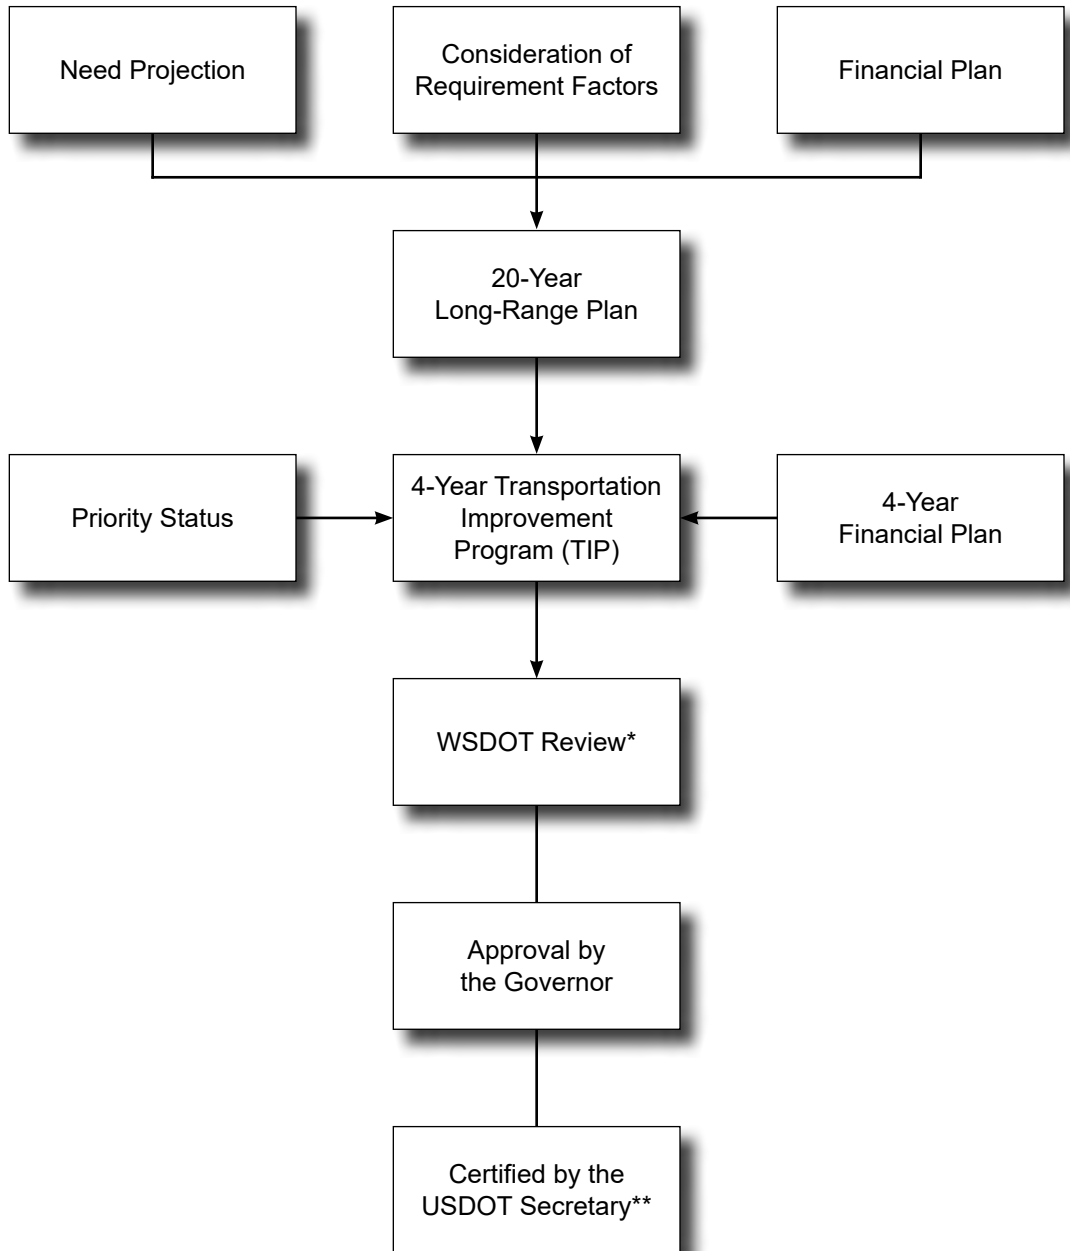 Need Projection
Consideration of
Requirement Factors
Financial Plan
20-Year
Long-Range Plan
Priority Status
4-Year Transportation
Improvement
Program (TIP)
4-Year
Financial Plan
WSDOT Review*
Approval by
the Governor
Certified by the
USDOT Secretary**